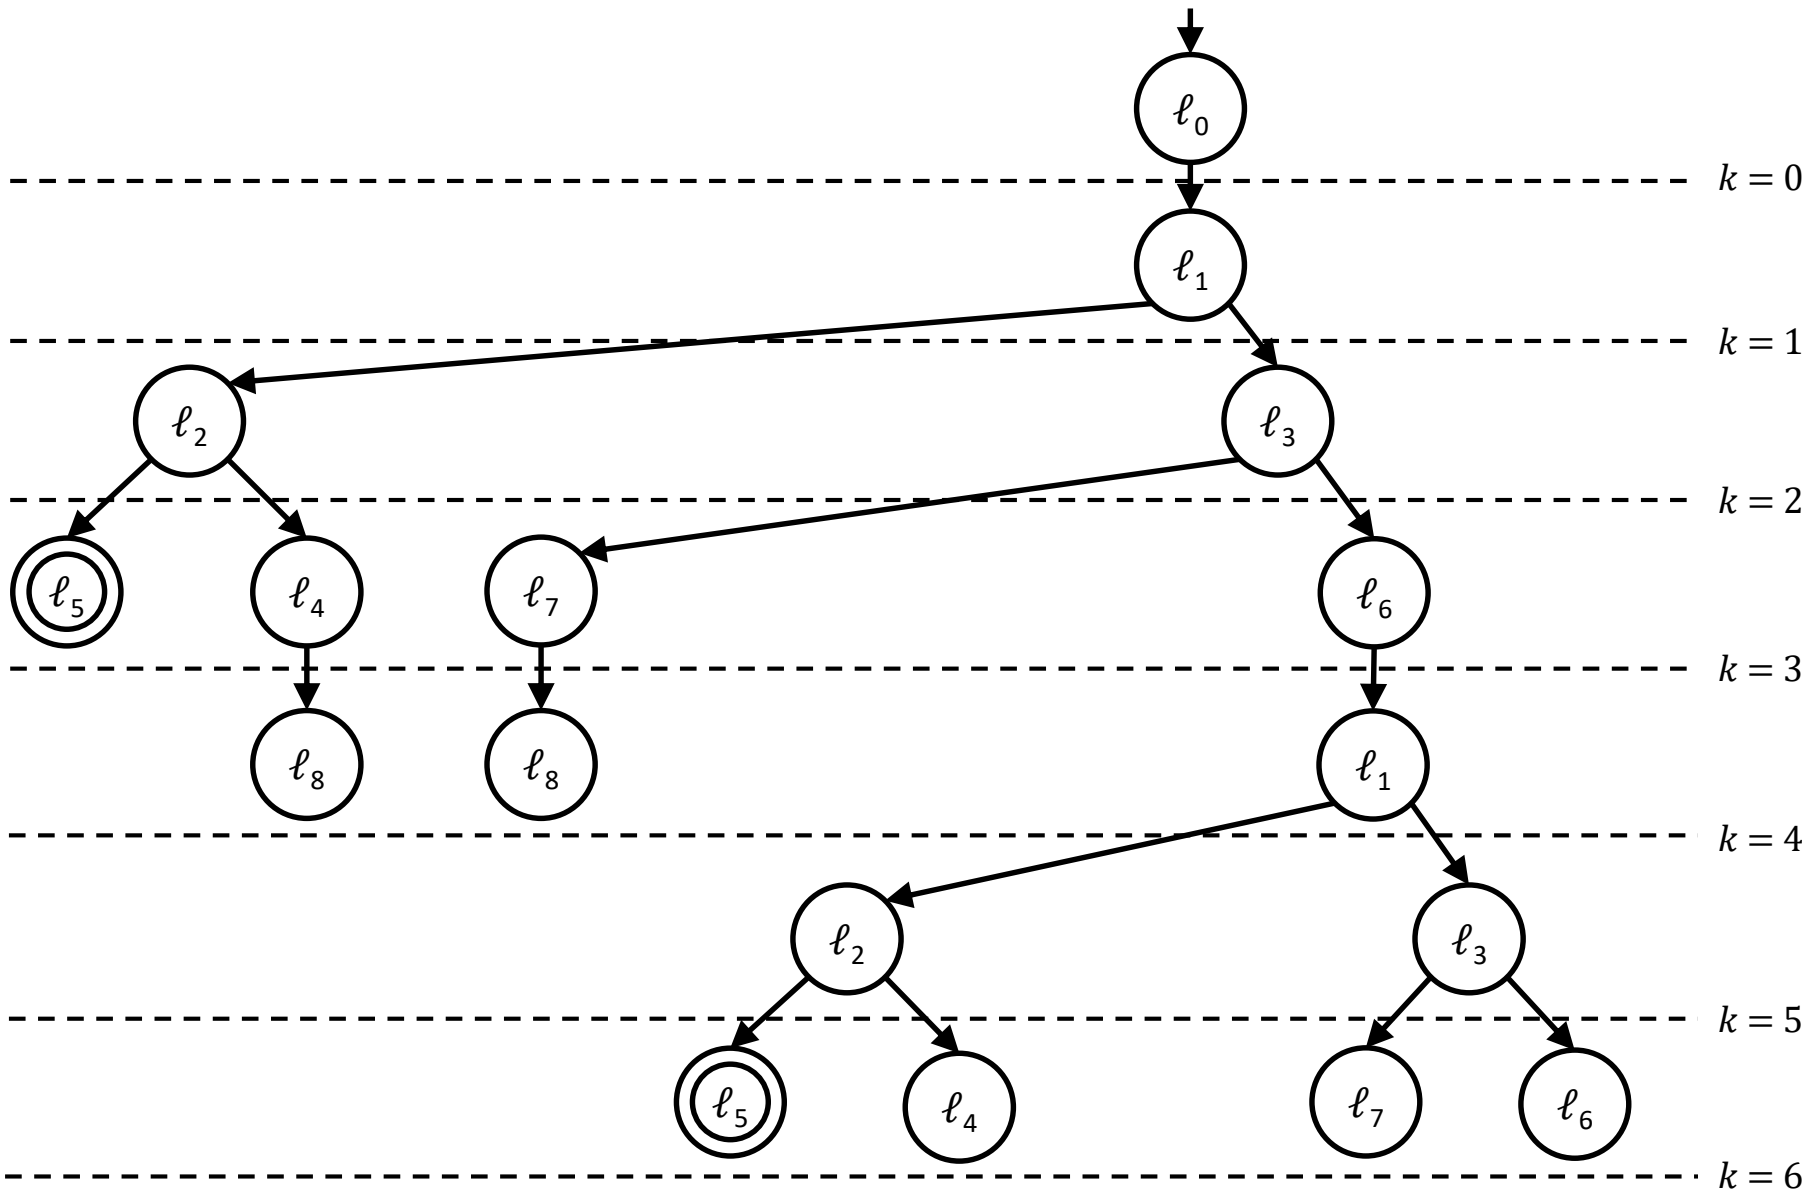 ℓ0
k = 0
ℓ1
k = 1
ℓ2 ℓ3
k = 2
ℓ5 ℓ4 ℓ7 ℓ6
k = 3
ℓ8 ℓ8 ℓ1
k = 4
ℓ2 ℓ3
k = 5
ℓ5 ℓ4 ℓ7 ℓ6
k = 6